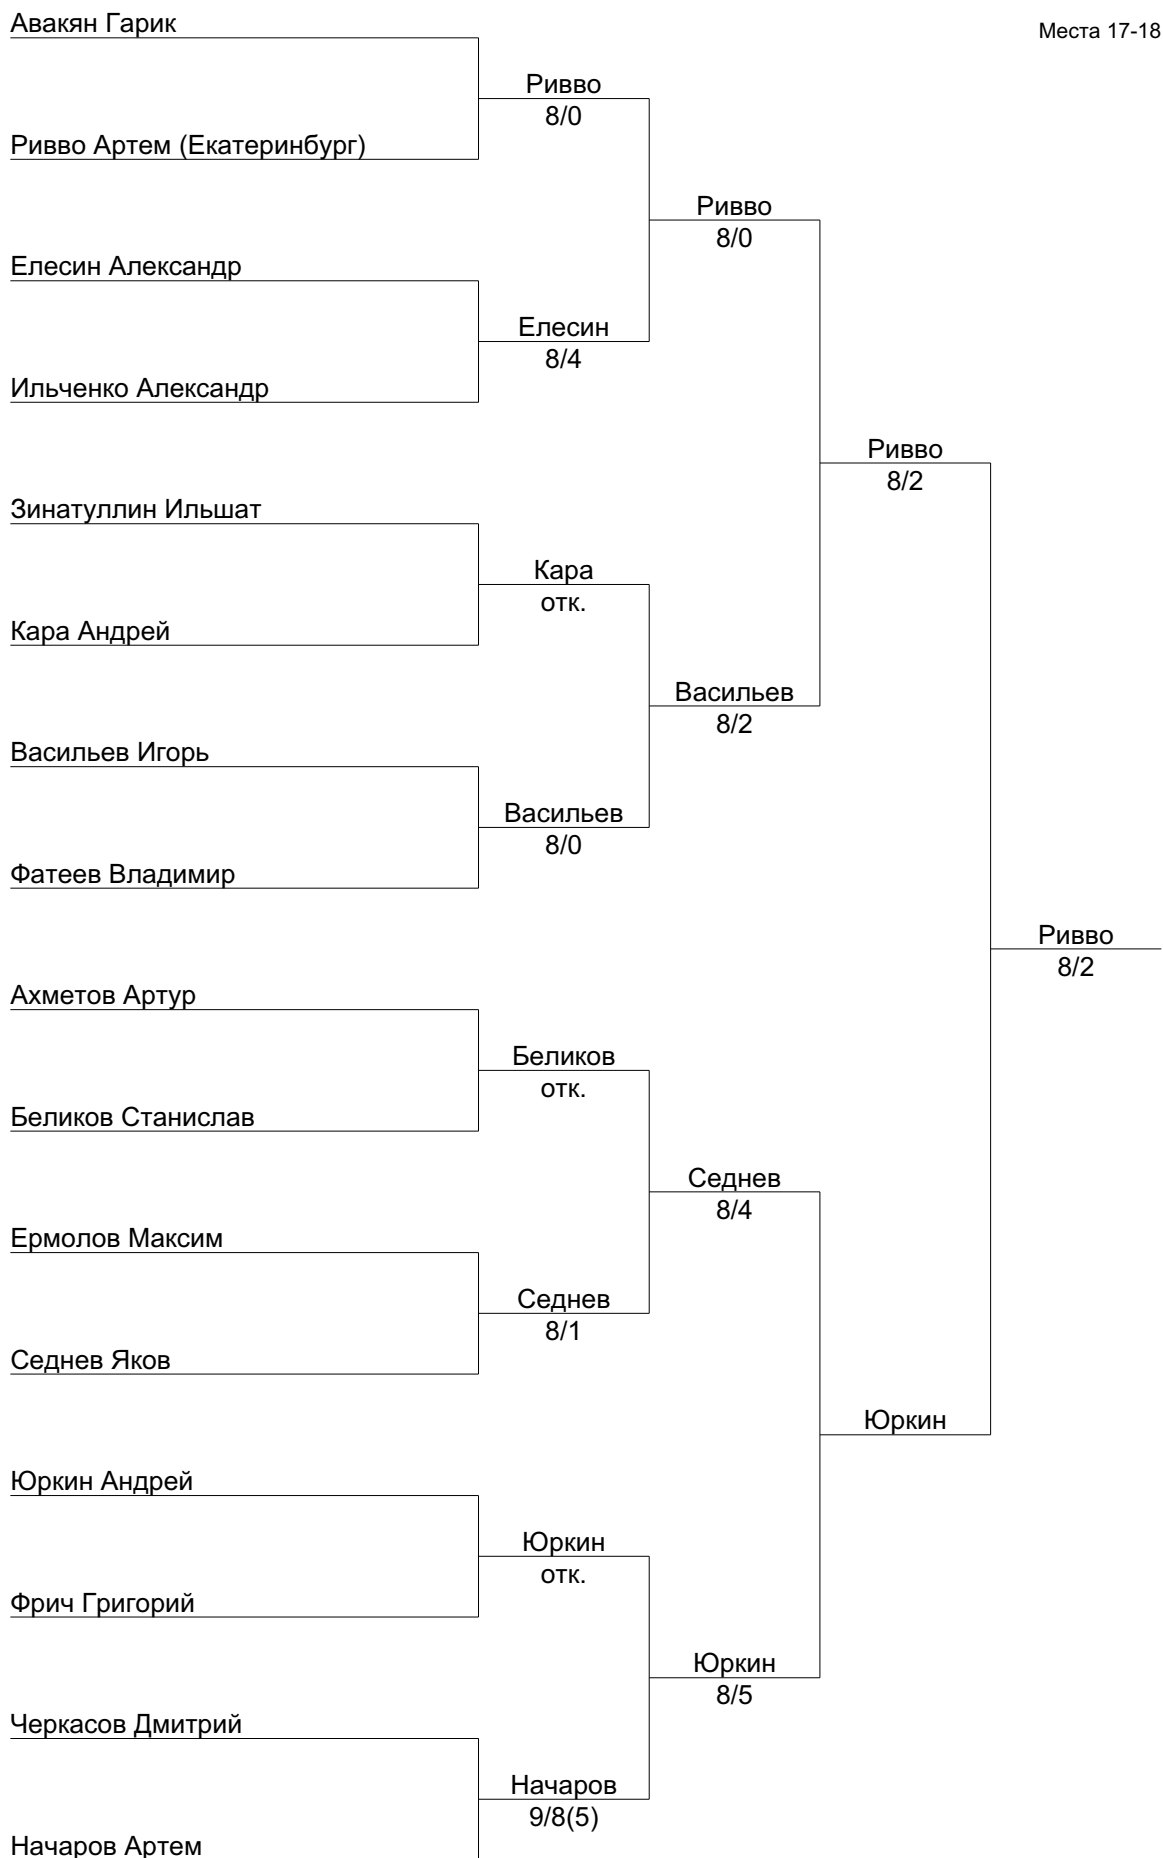 Авакян Гарик
Места 17-18
Ривво
8/0
Ривво Артем (Екатеринбург)
Ривво
8/0
Елесин Александр
Елесин
8/4
Ильченко Александр
Ривво
8/2
Зинатуллин Ильшат
Кара
отк.
Кара Андрей
Васильев
8/2
Васильев Игорь
Васильев
8/0
Фатеев Владимир
Ривво
8/2
Ахметов Артур
Беликов
отк.
Беликов Станислав
Седнев
8/4
Ермолов Максим
Седнев
8/1
Седнев Яков
Юркин
Юркин Андрей
Юркин
отк.
Фрич Григорий
Юркин
8/5
Черкасов Дмитрий
Начаров
9/8(5)
Начаров Артем